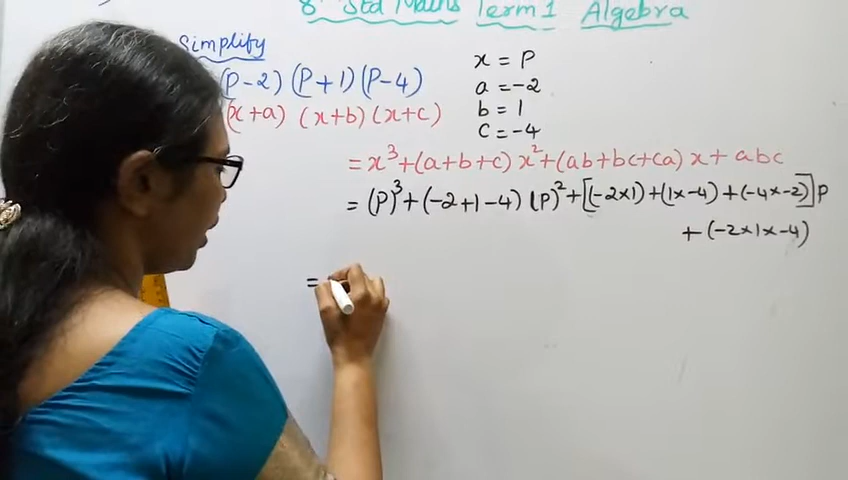 8th Std Maths Term 1 Algebra
Simplify
(P-2) (P+1) (P-4)
(x+a) (x+b) (x+c)
x = P
a = -2
b = 1
c = -4
= x³ + (a+b+c) x² + (ab+bc+ca) x + abc
= (P)³ + (-2+1-4) (P)² + [(-2×1) + (1×-4) + (-4×-2)] P
+ (-2×1×-4)
=